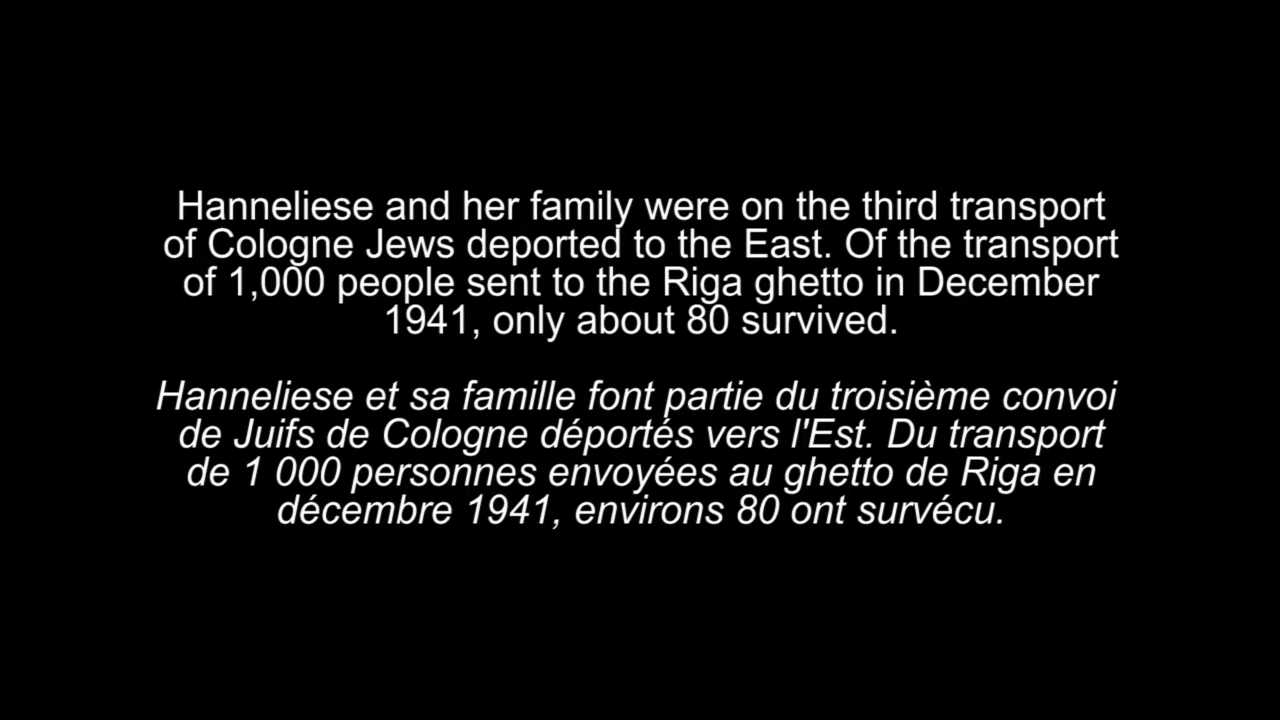 Hanneliese and her family were on the third transport
of Cologne Jews deported to the East. Of the transport
of 1,000 people sent to the Riga ghetto in December
1941, only about 80 survived.
Hanneliese et sa famille font partie du troisième convoi
de Juifs de Cologne déportés vers l'Est. Du transport
de 1 000 personnes envoyées au ghetto de Riga en
décembre 1941, environs 80 ont survécu.